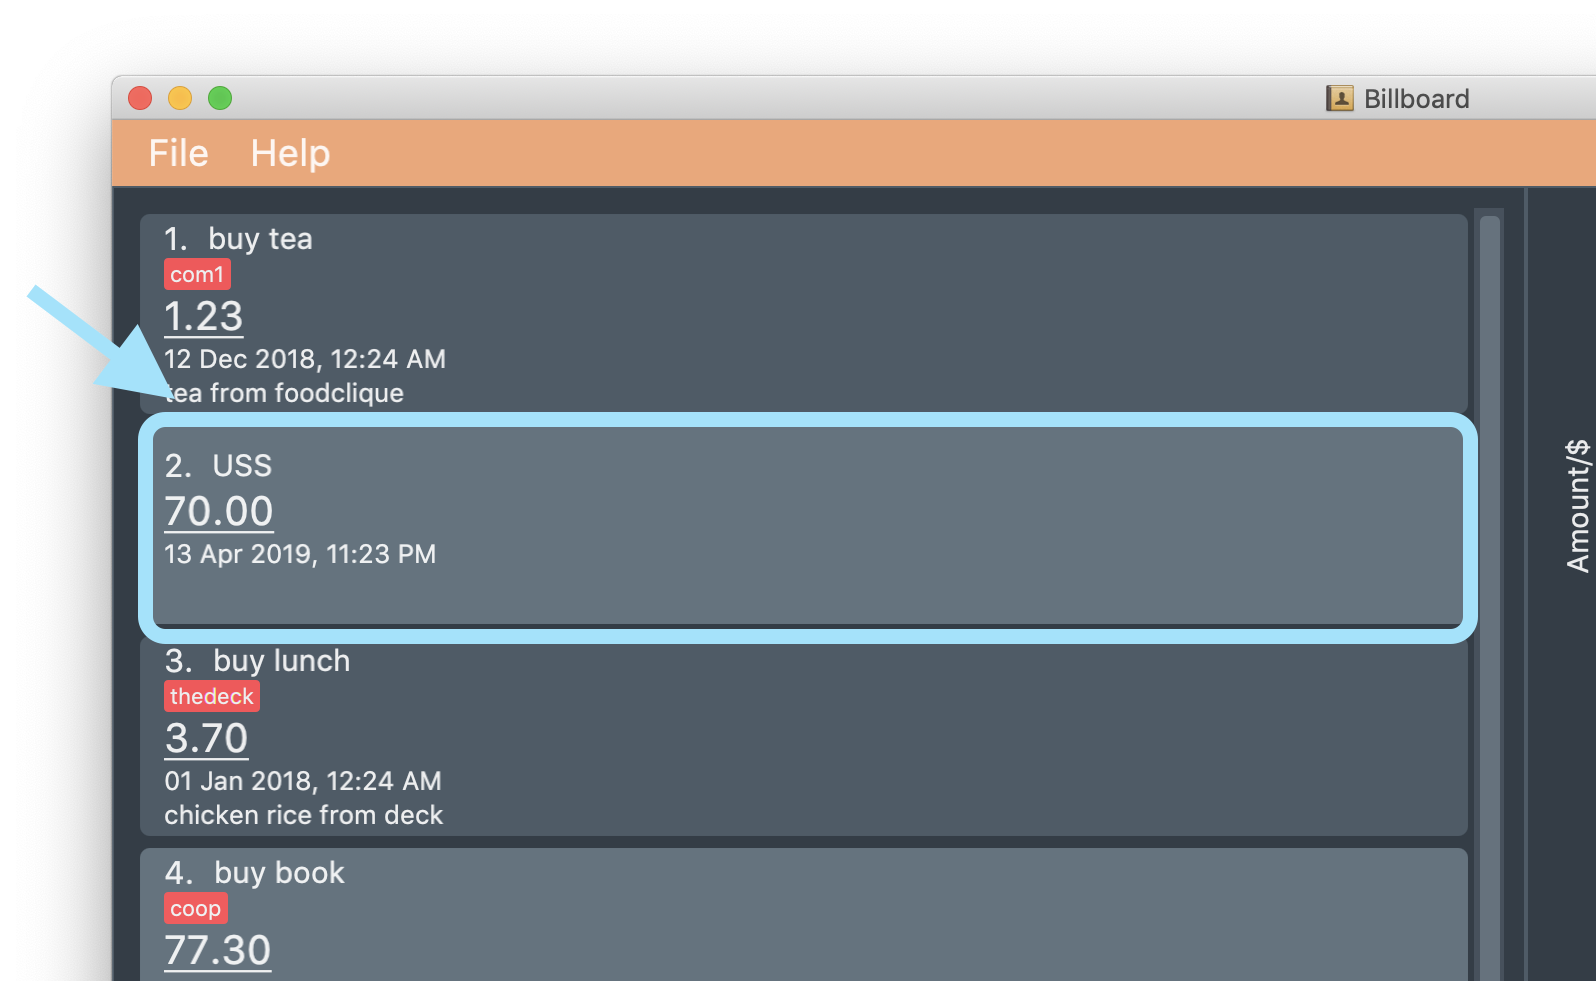 Billboard
File Help
1. buy tea
com1
1.23
12 Dec 2018, 12:24 AM
tea from foodclique
2. USS
70.00
13 Apr 2019, 11:23 PM
3. buy lunch
thedeck
3.70
01 Jan 2018, 12:24 AM
chicken rice from deck
4. buy book
coop
77.30
Amount/$